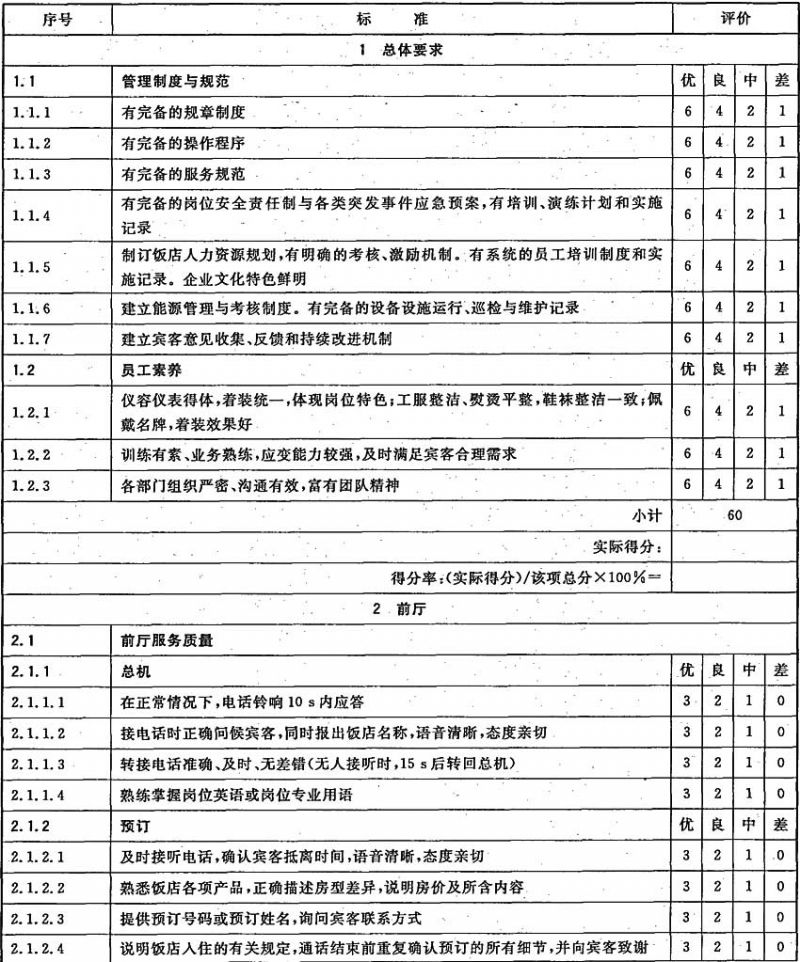 序号 标 准 评价
1 总体要求
1.1 管理制度与规范 优 良 中 差
1.1.1 有完备的规章制度 6 4 2 1
1.1.2 有完备的操作程序 6 4 2 1
1.1.3 有完备的服务规范 6 4 2 1
1.1.4 有完备的岗位安全责任制与各类突发事件应急预案,有培训、演练计划和实施
记录 6 4 2 1
1.1.5 制订饭店人力资源规划,有明确的考核、激励机制。有系统的员工培训制度和实
施记录。企业文化特色鲜明 6 4 2 1
1.1.6 建立能源管理与考核制度。有完备的设备设施运行、巡检与维护记录 6 4 2 1
1.1.7 建立宾客意见收集、反馈和持续改进机制 6 4 2 1
1.2 员工素养 优 良 中 差
1.2.1 仪容仪表得体,着装统一,体现岗位特色;工服整洁、熨烫平整,鞋袜整洁一致;佩
戴名牌,着装效果好 6 4 2 1
1.2.2 训练有素、业务熟练,应变能力较强,及时满足宾客合理需求 6 4 2 1
1.2.3 各部门组织严密、沟通有效,富有团队精神 6 4 2 1
小计 60
实际得分:
得分率:(实际得分)/该项总分×100%=
2 前厅
2.1 前厅服务质量
2.1.1 总机 优 良 中 差
2.1.1.1 在正常情况下,电话铃响 10 s 内应答 3 2 1 0
2.1.1.2 接电话时正确问候宾客,同时报出饭店名称,语音清晰,态度亲切 3 2 1 0
2.1.1.3 转接电话准确、及时、无差错(无人接听时,15 s 后转回总机) 3 2 1 0
2.1.1.4 熟练掌握岗位英语或岗位专业用语 3 2 1 0
2.1.2 预订 优 良 中 差
2.1.2.1 及时接听电话,确认宾客抵离时间,语音清晰,态度亲切 3 2 1 0
2.1.2.2 熟悉饭店各项产品,正确描述房型差异,说明房价及所含内容 3 2 1 0
2.1.2.3 提供预订号码或预订姓名,询问宾客联系方式 3 2 1 0
2.1.2.4 说明饭店入住的有关规定,通话结束前重复确认预订的所有细节,并向宾客致谢 3 2 1 0